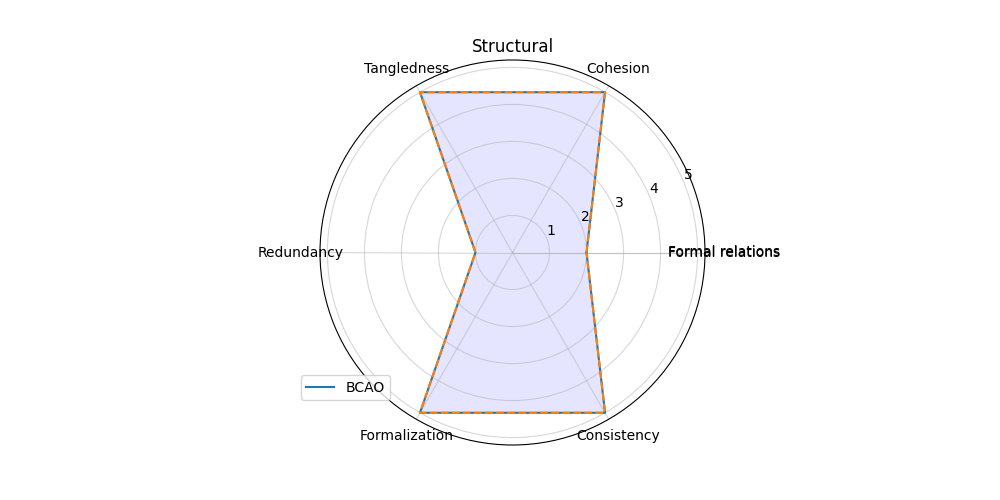 Structural
Tangledness
Cohesion
5
4
3
2
1
Redundancy
Formal relations
BCAO
Formalization
Consistency